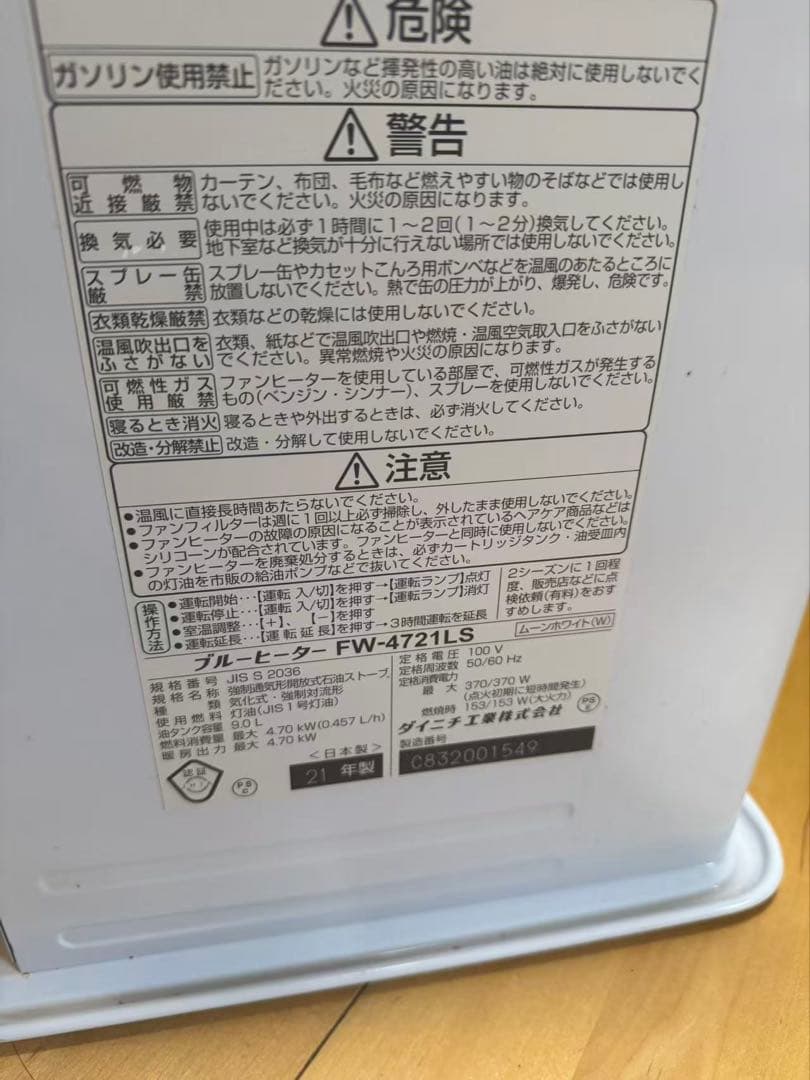 危険
ガソリン使用禁止 ガソリンなど揮発性の高い油は絶対に使用しないでく
ださい。火災の原因になります。
警告
可燃物 カーテン、布団、毛布など燃えやすい物のそばなどでは使用し
近接厳禁 ないでください。火災の原因になります。
換気必要 使用中は必ず1時間に1～2回(1～2分)換気してください。
地下室など換気が十分に行えない場所では使用しないでください。
スプレー缶 スプレー缶やカセットこんろ用ボンベなどを温風のあたるところに
厳禁 放置しないでください。熱で缶の圧力が上がり、爆発し、危険です。
衣類乾燥厳禁 衣類などの乾燥には使用しないでください。
温風吹出口を 衣類、紙などで温風吹出口や燃焼・温風空気取入口をふさがない
ふさがない でください。異常燃焼や火災の原因になります。
可燃性ガス ファンヒーターを使用している部屋で、可燃性ガスが発生する
使用厳禁 もの(ベンジン・シンナー)、スプレーを使用しないでください。
寝るとき消火 寝るときや外出するときは、必ず消火してください。
改造・分解禁止 改造・分解して使用しないでください。
注意
●温風に直接長時間あたらないでください。
●ファンフィルターは週に1回以上必ず掃除し、外したまま使用しないでください。
●ファンヒーターの故障の原因になることが表示されているヘアケア商品などは
シリコーンが配合されています。ファンヒーターと同時に使用しないでください。
●ファンヒーターを廃棄処分するときは、必ずカートリッジタンク・油受皿内
の灯油を市販の給油ポンプなどで抜いてください。
操作方法
●運転開始…【運転 入/切】を押す→【運転ランプ】点灯
●運転停止…【運転 入/切】を押す→【運転ランプ】消灯
●室温調整…【+】、【-】を押す
●運転延長…【運転延長】を押す→3時間運転を延長
2シーズンに1回程
度、販売店などに点
検依頼(有料)をおす
すめします。
ブルーヒーター FW-4721LS ムーンホワイト(W)
規格番号 JIS S 2036
規格名称 強制通気形開放式石油ストーブ
種類 気化式・強制対流形
使用燃料 灯油(JIS1号灯油)
油タンク容量 9.0 L
燃料消費量 最大 4.70 kW(0.457 L/h)
暖房出力 最大 4.70 kW
<日本製>
認証
PSC
21 年製
定格電圧 100 V
定格周波数 50/60 Hz
定格消費電力
最大 370/370 W
(点火初期に短時間発生)
燃焼時 153/153 W(大火力)
ダイニチ工業株式会社
PSE
製造番号
C832001549